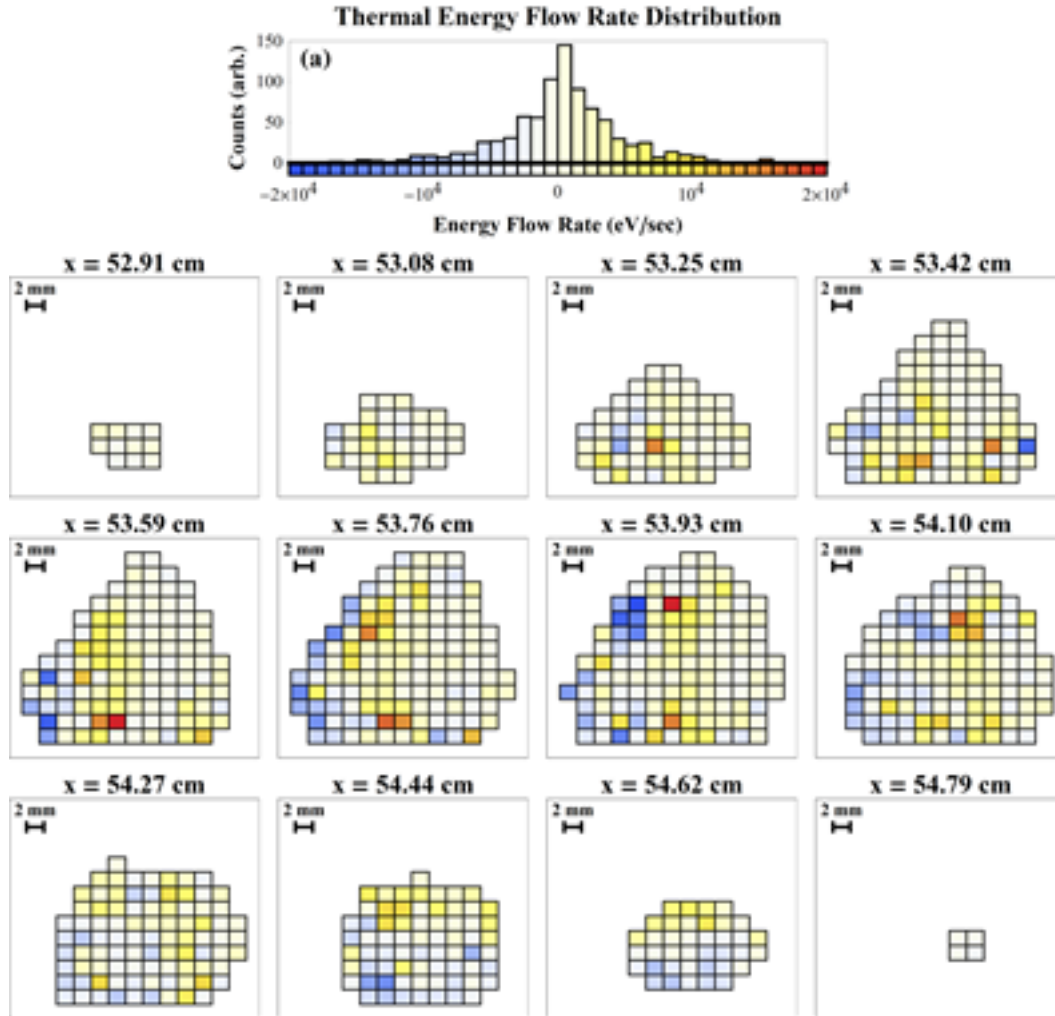 Thermal Energy Flow Rate Distribution
(a)
Counts (arb.)
150
100
50
0
−2×10⁴ −10⁴ 0 10⁴ 2×10⁴
Energy Flow Rate (eV/sec)
x = 52.91 cm x = 53.08 cm x = 53.25 cm x = 53.42 cm
2 mm 2 mm 2 mm 2 mm
x = 53.59 cm x = 53.76 cm x = 53.93 cm x = 54.10 cm
2 mm 2 mm 2 mm 2 mm
x = 54.27 cm x = 54.44 cm x = 54.62 cm x = 54.79 cm
2 mm 2 mm 2 mm 2 mm